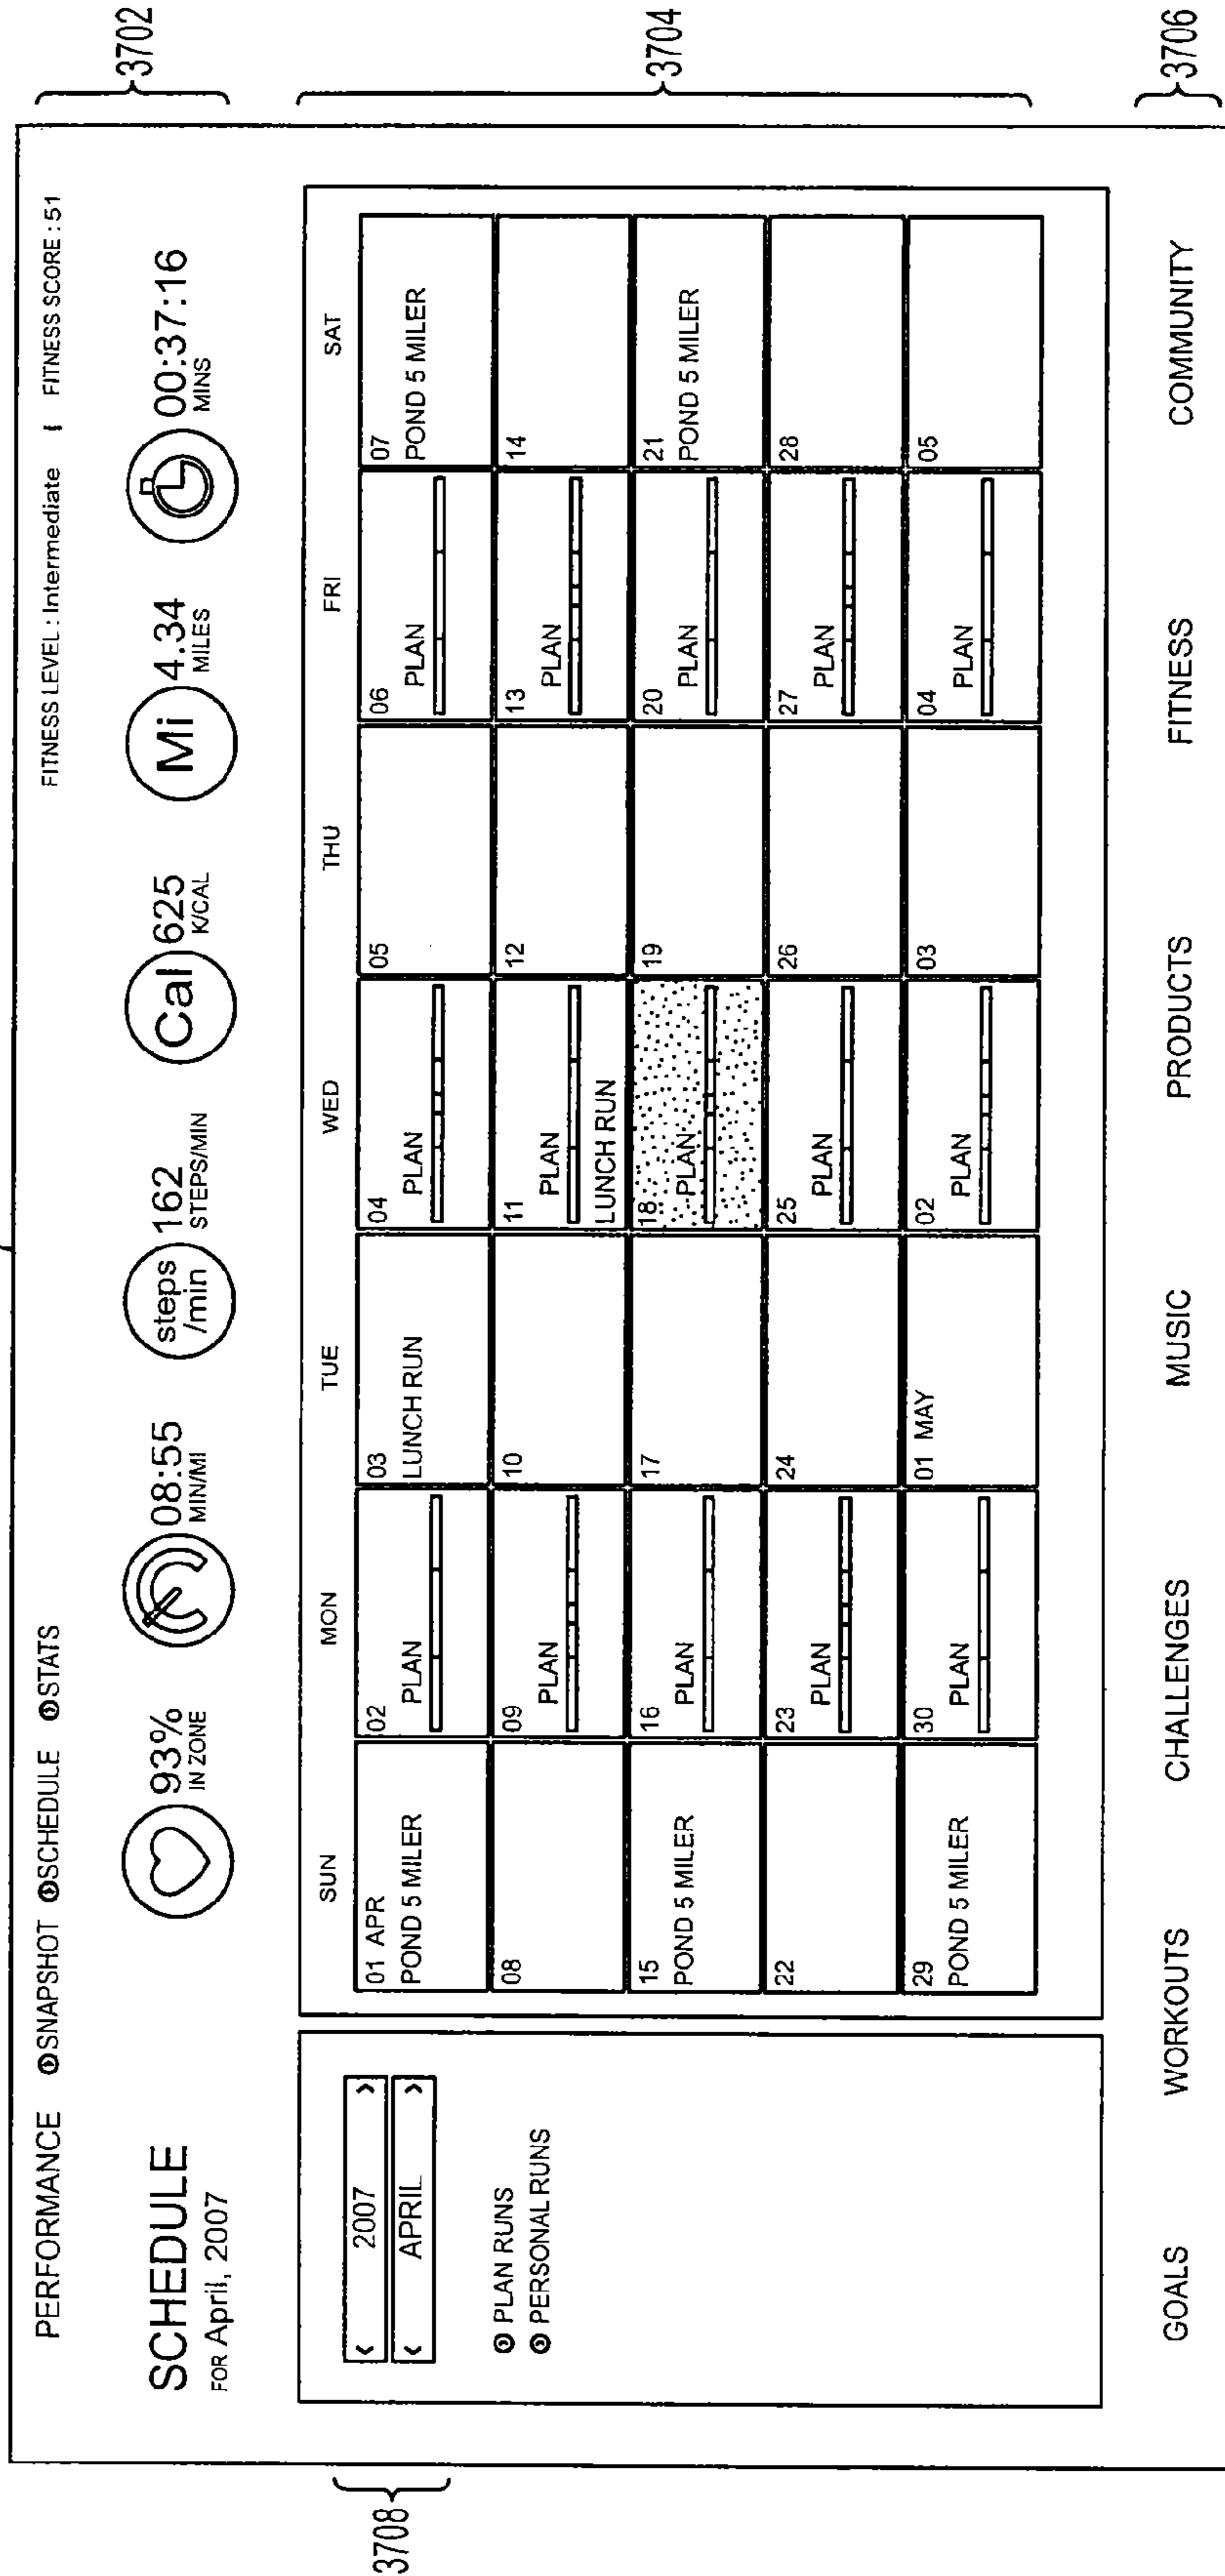 PERFORMANCE SNAPSHOT SCHEDULE STATS FITNESS LEVEL : Intermediate | FITNESS SCORE : 51
3702
SCHEDULE
FOR April, 2007
93%
IN ZONE
08:55
MIN/MI
steps
/min
162
STEPS/MIN
Cal
625
K/CAL
Mi
4.34
MILES
00:37:16
MINS
3708
< 2007 >
< APRIL >
PLAN RUNS
PERSONAL RUNS
3704
SUN MON TUE WED THU FRI SAT
01 APR 02 03 04 05 06 07
POND 5 MILER PLAN LUNCH RUN PLAN PLAN POND 5 MILER
08 09 10 11 12 13 14
PLAN PLAN PLAN
LUNCH RUN
15 16 17 18 19 20 21
POND 5 MILER PLAN PLAN PLAN POND 5 MILER
22 23 24 25 26 27 28
PLAN PLAN PLAN
29 30 01 MAY 02 03 04 05
POND 5 MILER PLAN PLAN PLAN
GOALS WORKOUTS CHALLENGES MUSIC PRODUCTS FITNESS COMMUNITY
3706